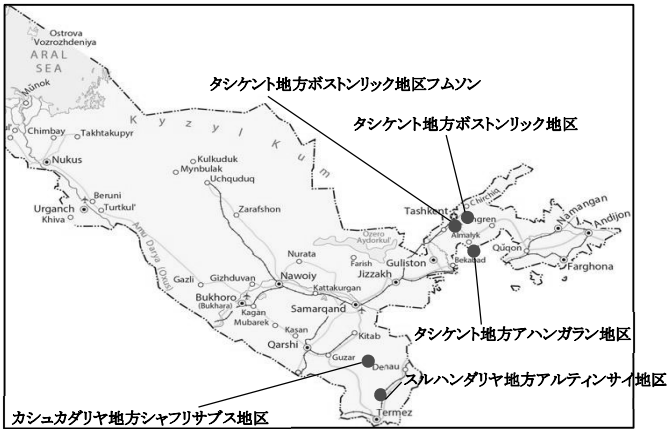 Ostrova
Vozrozhdeniya
ARAL
SEA
Mŭnok
タシケント地方ボストンリック地区フムソン
タシケント地方ボストンリック地区
Chimbay
Takhtakupyr
Kyzyl Kum
Nukus
Kulkuduk
Mynbulak
Uchquduq
Beruni
Turtkul'
Urganch
Khiva
Zarafshon
Amu Darya (Oxus)
Tashkent
Chirchiq
Angren
Almalyk
Namangan
Andijon
Ozero
Aydorkul'
Guliston
Bekabad
Quqon
Farghona
Nurata
Farish
Jizzakh
Gazli
Gizhduvan
Nawoiy
Kattakurgan
Bukhoro
(Bukhara)
Kagan
Mubarek
Samarqand
Kasan
Kitab
Qarshi
Guzar
タシケント地方アハンガラン地区
Denau
スルハンダリヤ地方アルティンサイ地区
Termez
カシュカダリヤ地方シャフリサブス地区